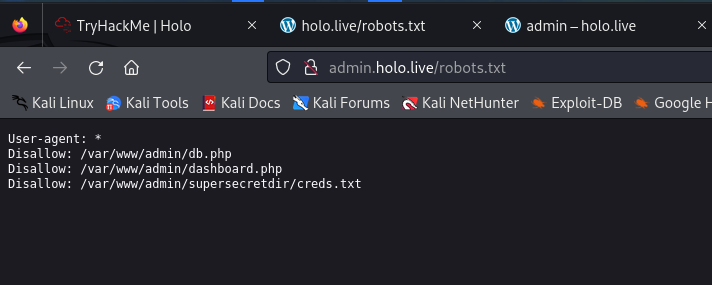 TryHackMe | Holo
holo.live/robots.txt
admin – holo.live
admin.holo.live/robots.txt
Kali Linux
Kali Tools
Kali Docs
Kali Forums
Kali NetHunter
Exploit-DB
Google H
User-agent: *
Disallow: /var/www/admin/db.php
Disallow: /var/www/admin/dashboard.php
Disallow: /var/www/admin/supersecretdir/creds.txt